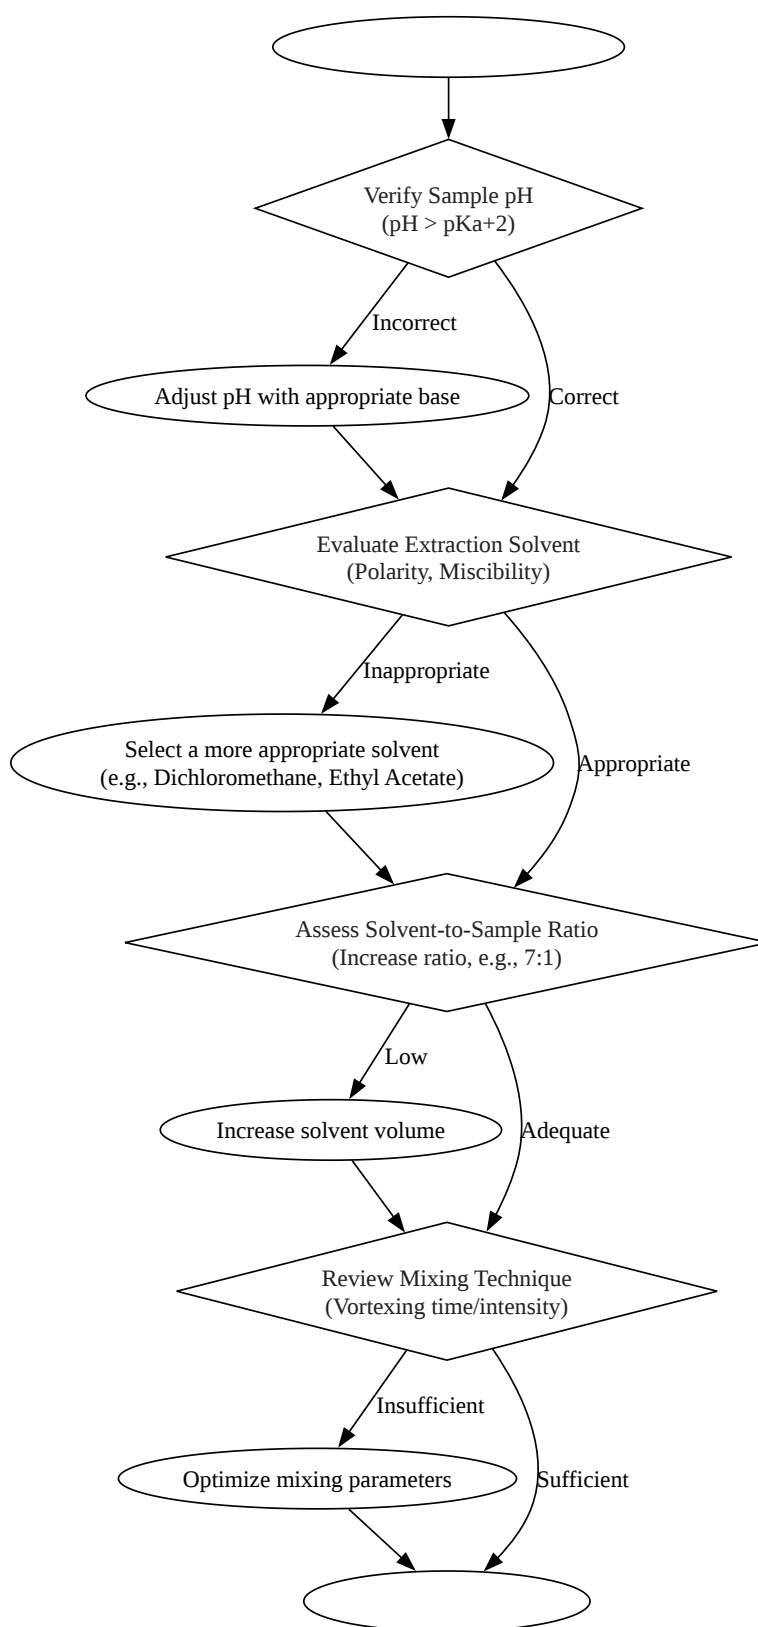 Verify Sample pH
(pH > pKa+2)
Incorrect
Adjust pH with appropriate base
Correct
Evaluate Extraction Solvent
(Polarity, Miscibility)
Inappropriate
Select a more appropriate solvent
(e.g., Dichloromethane, Ethyl Acetate)
Appropriate
Assess Solvent-to-Sample Ratio
(Increase ratio, e.g., 7:1)
Low
Increase solvent volume
Adequate
Review Mixing Technique
(Vortexing time/intensity)
Insufficient
Optimize mixing parameters
Sufficient